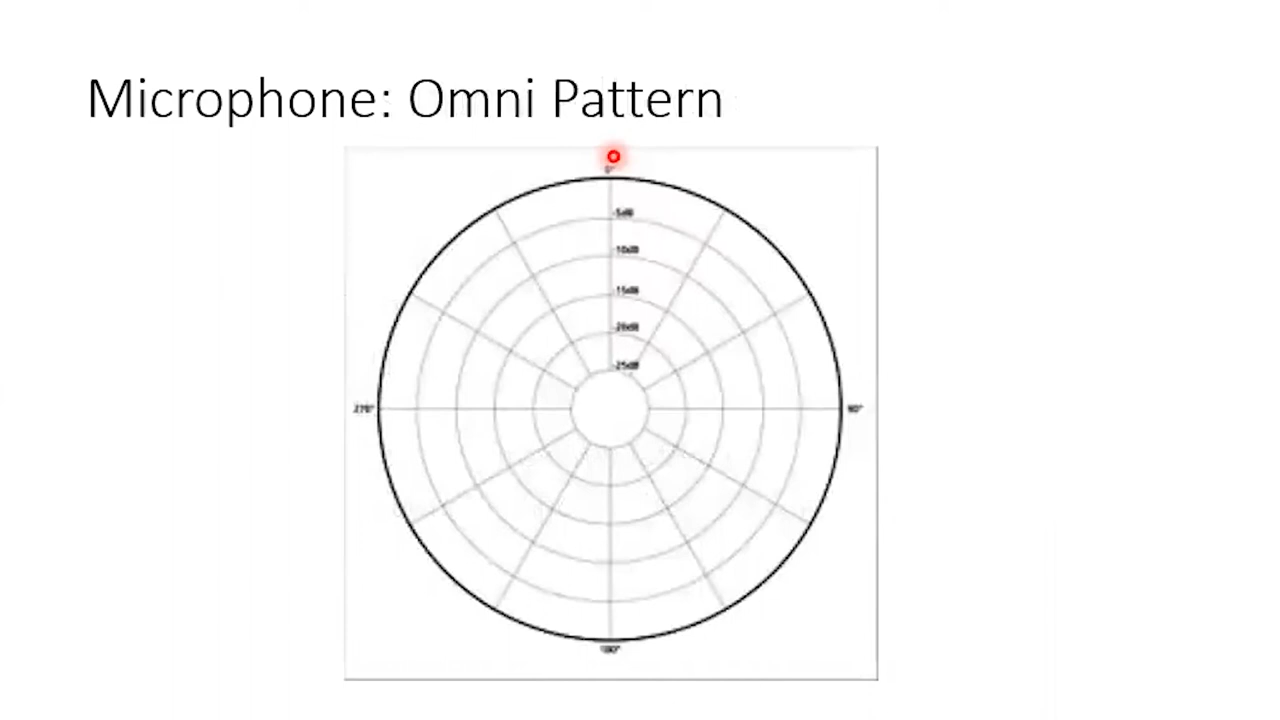 Microphone: Omni Pattern
0°
-5dB
-10dB
-15dB
-20dB
-25dB
270°
90°
180°